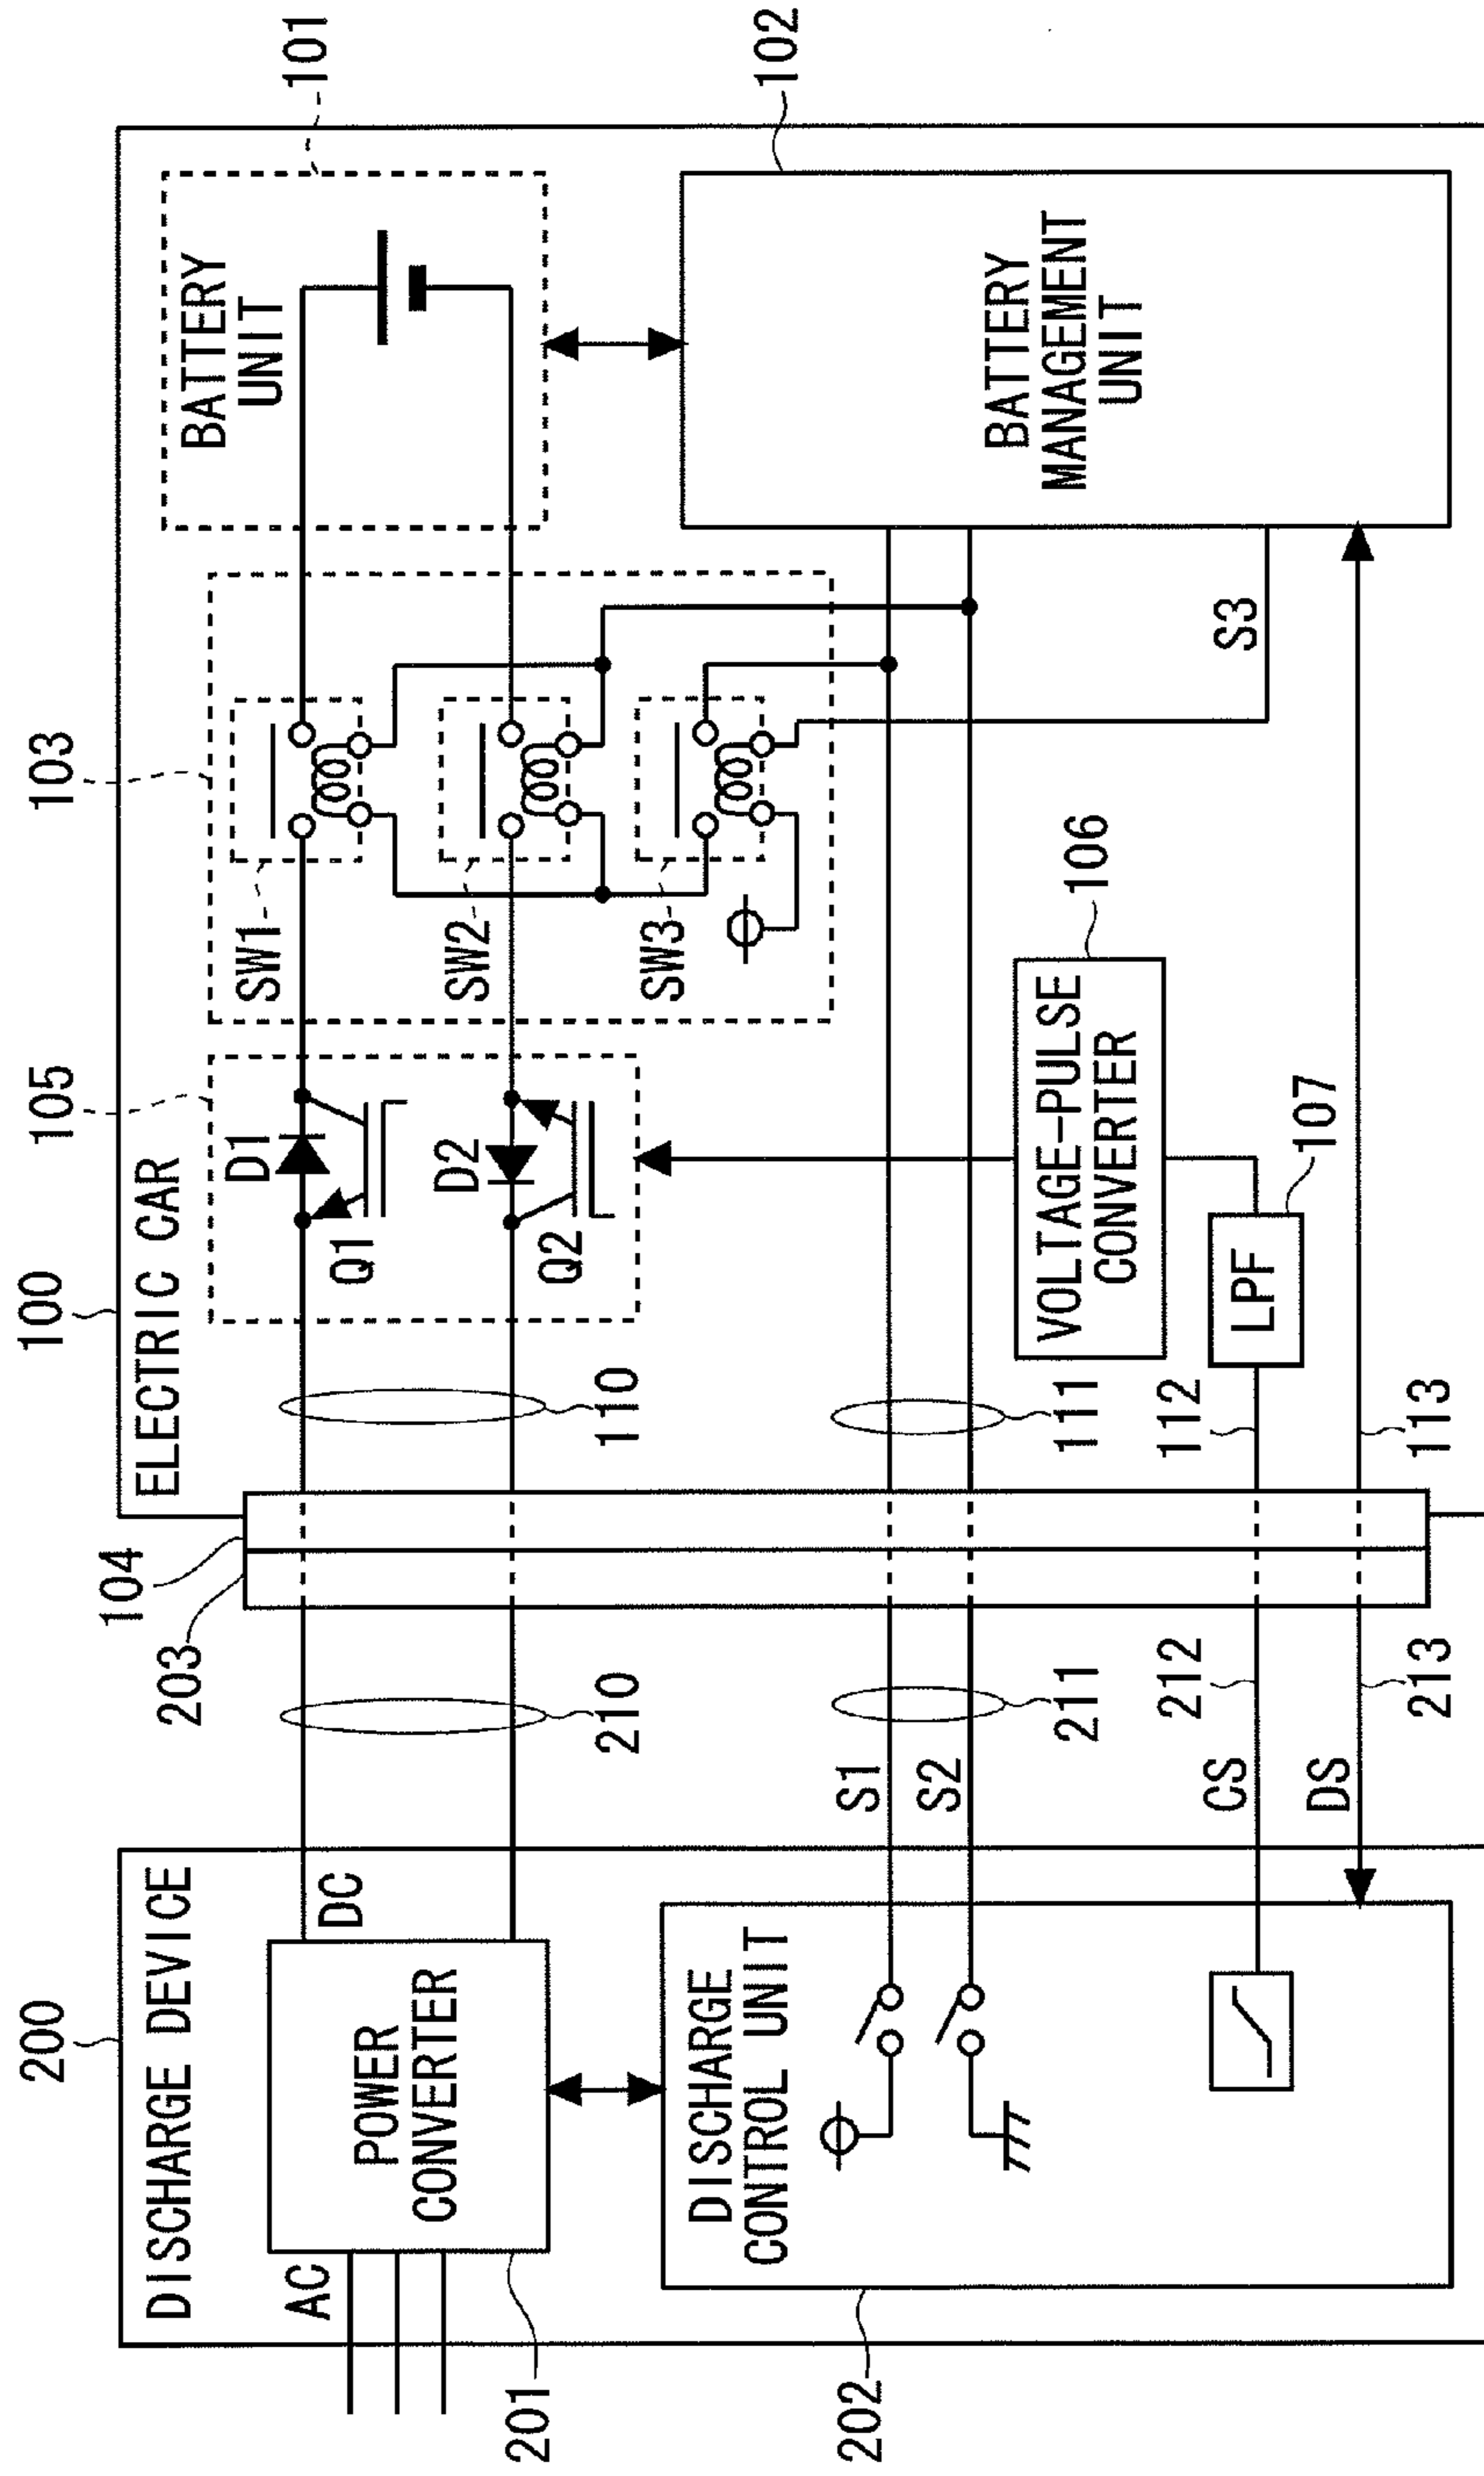 200
DISCHARGE DEVICE
AC
POWER
CONVERTER
DC
201
DISCHARGE
CONTROL UNIT
202
S1
S2
CS
DS
210
211
212
213
203
104
100
ELECTRIC CAR
110
111
112
113
105
D1
Q1
D2
Q2
VOLTAGE-PULSE
CONVERTER
106
LPF
107
103
SW1
SW2
SW3
S3
BATTERY
UNIT
101
BATTERY
MANAGEMENT
UNIT
102